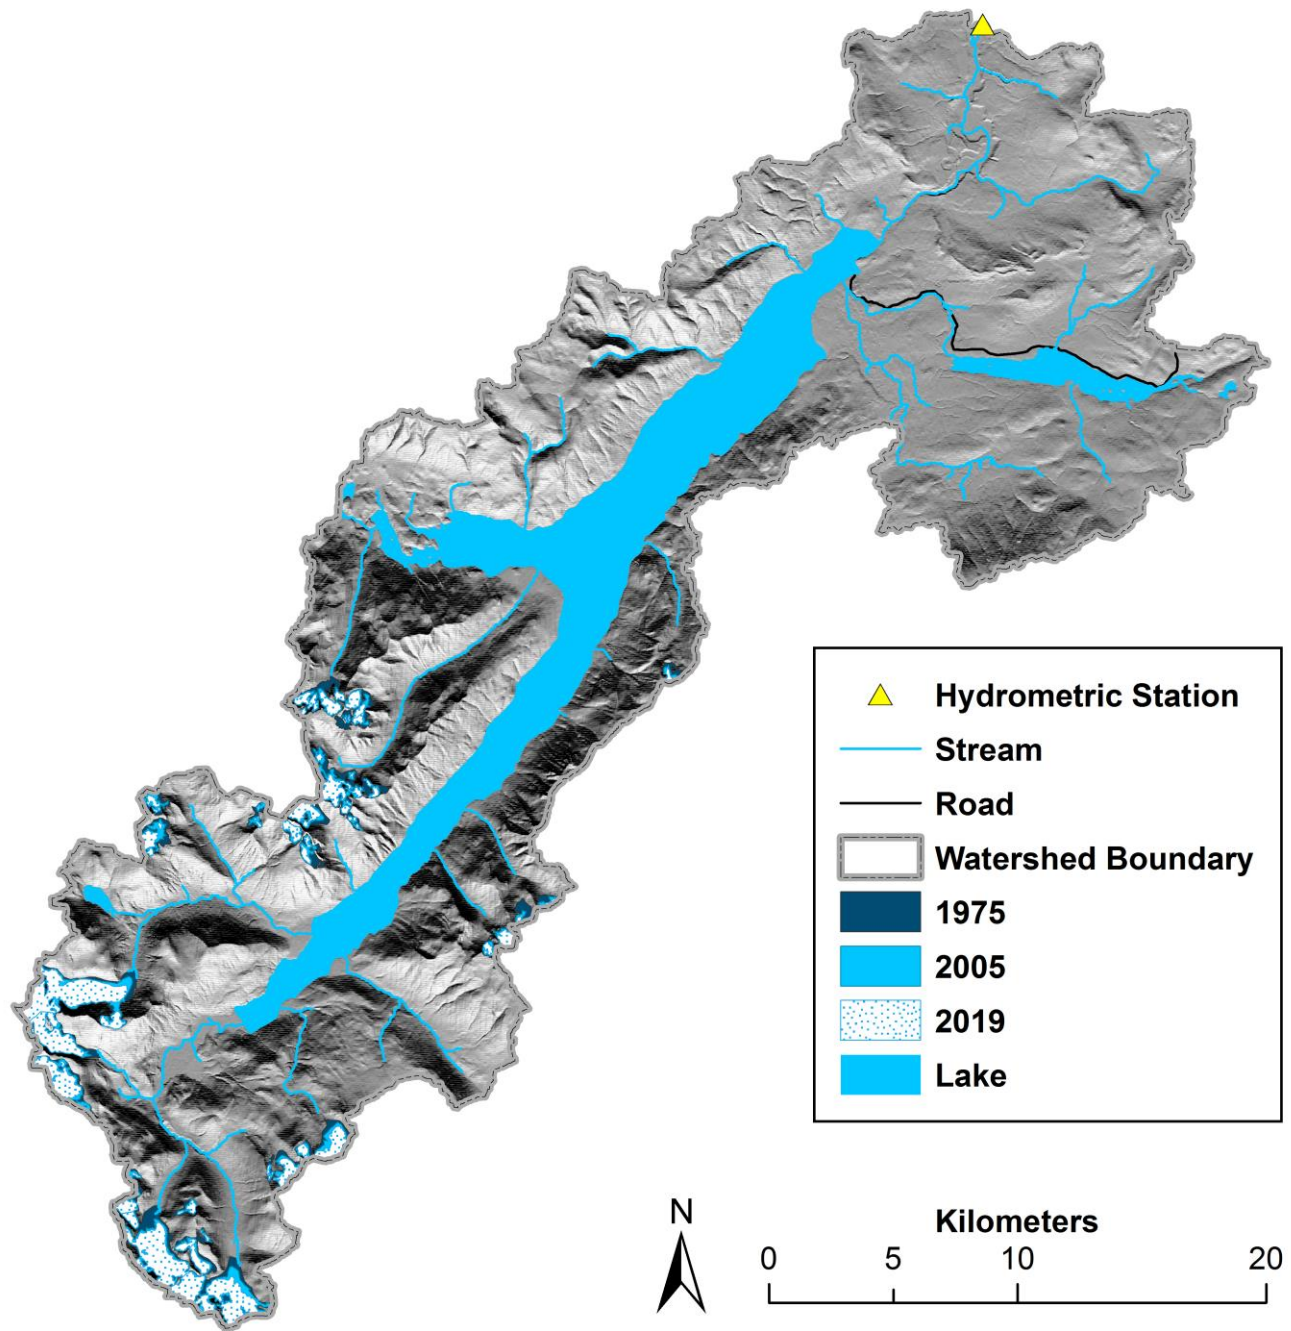 Hydrometric Station
Stream
Road
Watershed Boundary
1975
2005
2019
Lake
N
Kilometers
0 5 10 20